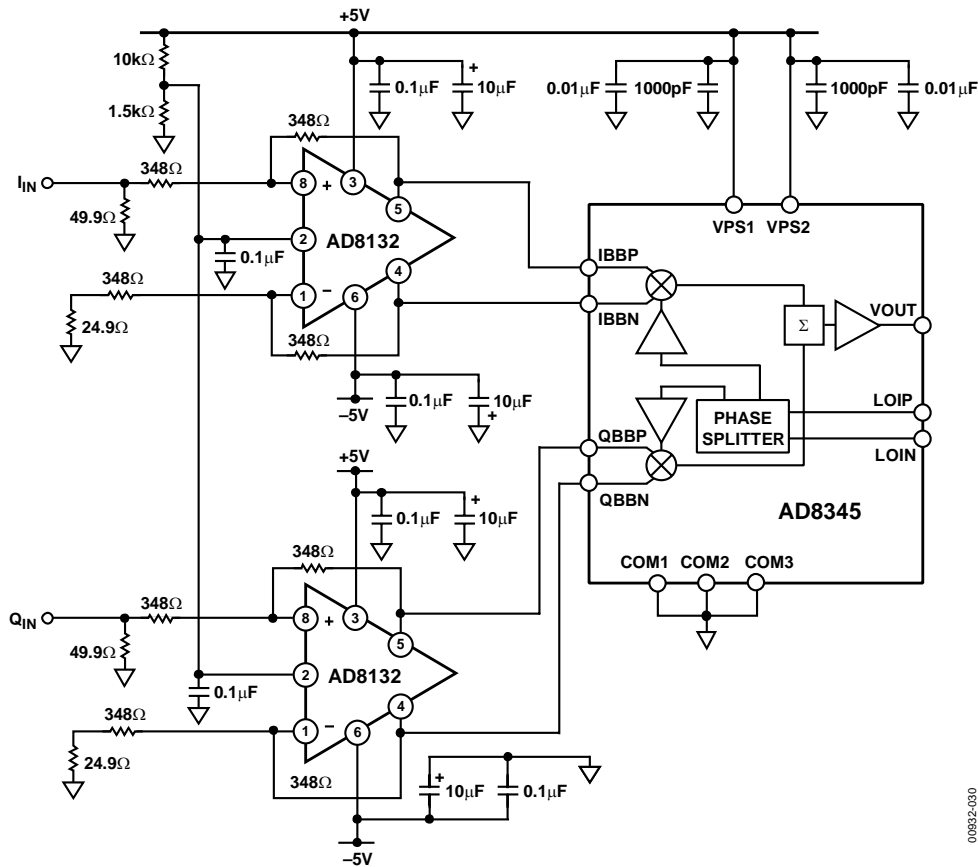 +5V
10kΩ
1.5kΩ
0.1μF
+
10μF
0.01μF
1000pF
1000pF
0.01μF
348Ω
348Ω
IIN
49.9Ω
8
+
3
5
2
AD8132
4
0.1μF
1
−
6
348Ω
24.9Ω
348Ω
0.1μF
10μF
+
−5V
VPS1
VPS2
IBBP
IBBN
Σ
VOUT
PHASE
SPLITTER
LOIP
LOIN
QBBP
QBBN
AD8345
COM1
COM2
COM3
+5V
0.1μF
+
10μF
348Ω
348Ω
QIN
49.9Ω
8
+
3
5
2
AD8132
4
0.1μF
1
−
6
348Ω
24.9Ω
348Ω
+
10μF
0.1μF
−5V
00932-030